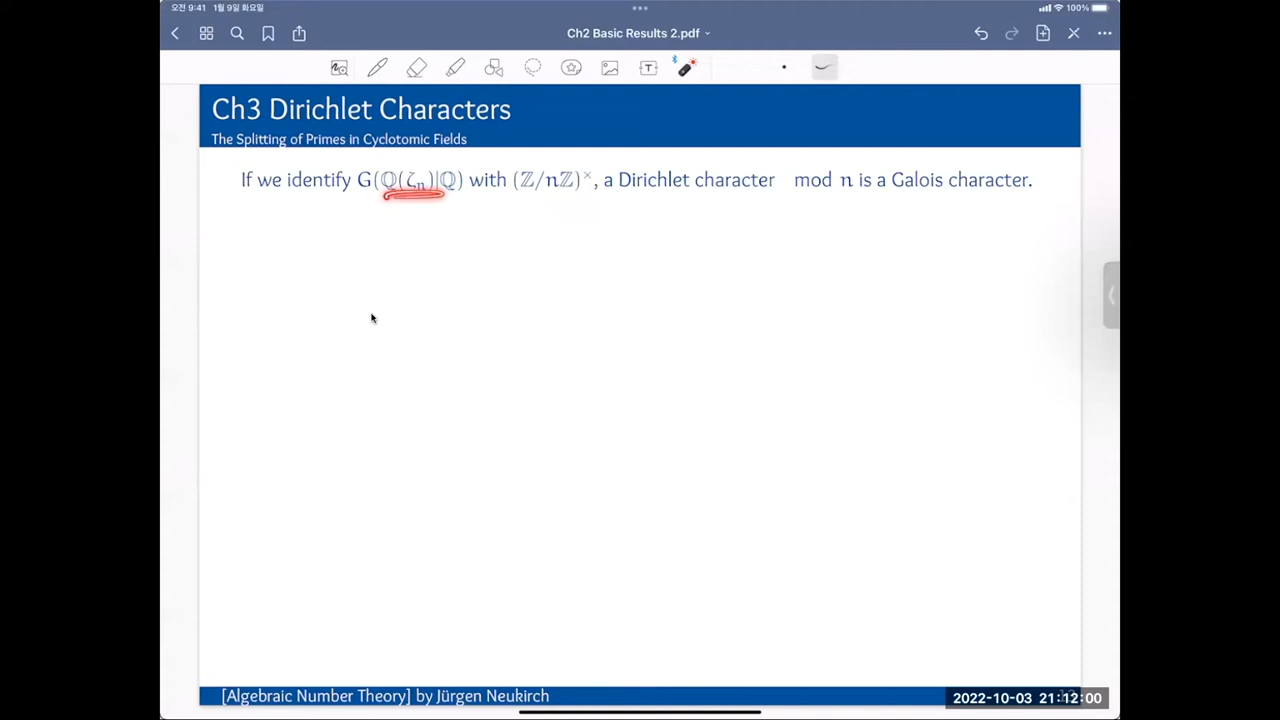 오전 9:41 1월 9일 화요일
100%
Ch2 Basic Results 2.pdf
T
Ch3 Dirichlet Characters
The Splitting of Primes in Cyclotomic Fields
If we identify G(ℚ(ζₙ)|ℚ) with (ℤ/nℤ)×, a Dirichlet character mod n is a Galois character.
[Algebraic Number Theory] by Jürgen Neukirch
2022-10-03 21:12:00